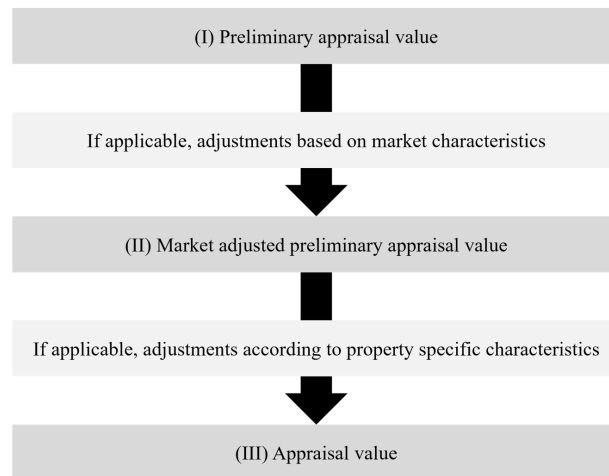 (I) Preliminary appraisal value
If applicable, adjustments based on market characteristics
(II) Market adjusted preliminary appraisal value
If applicable, adjustments according to property specific characteristics
(III) Appraisal value